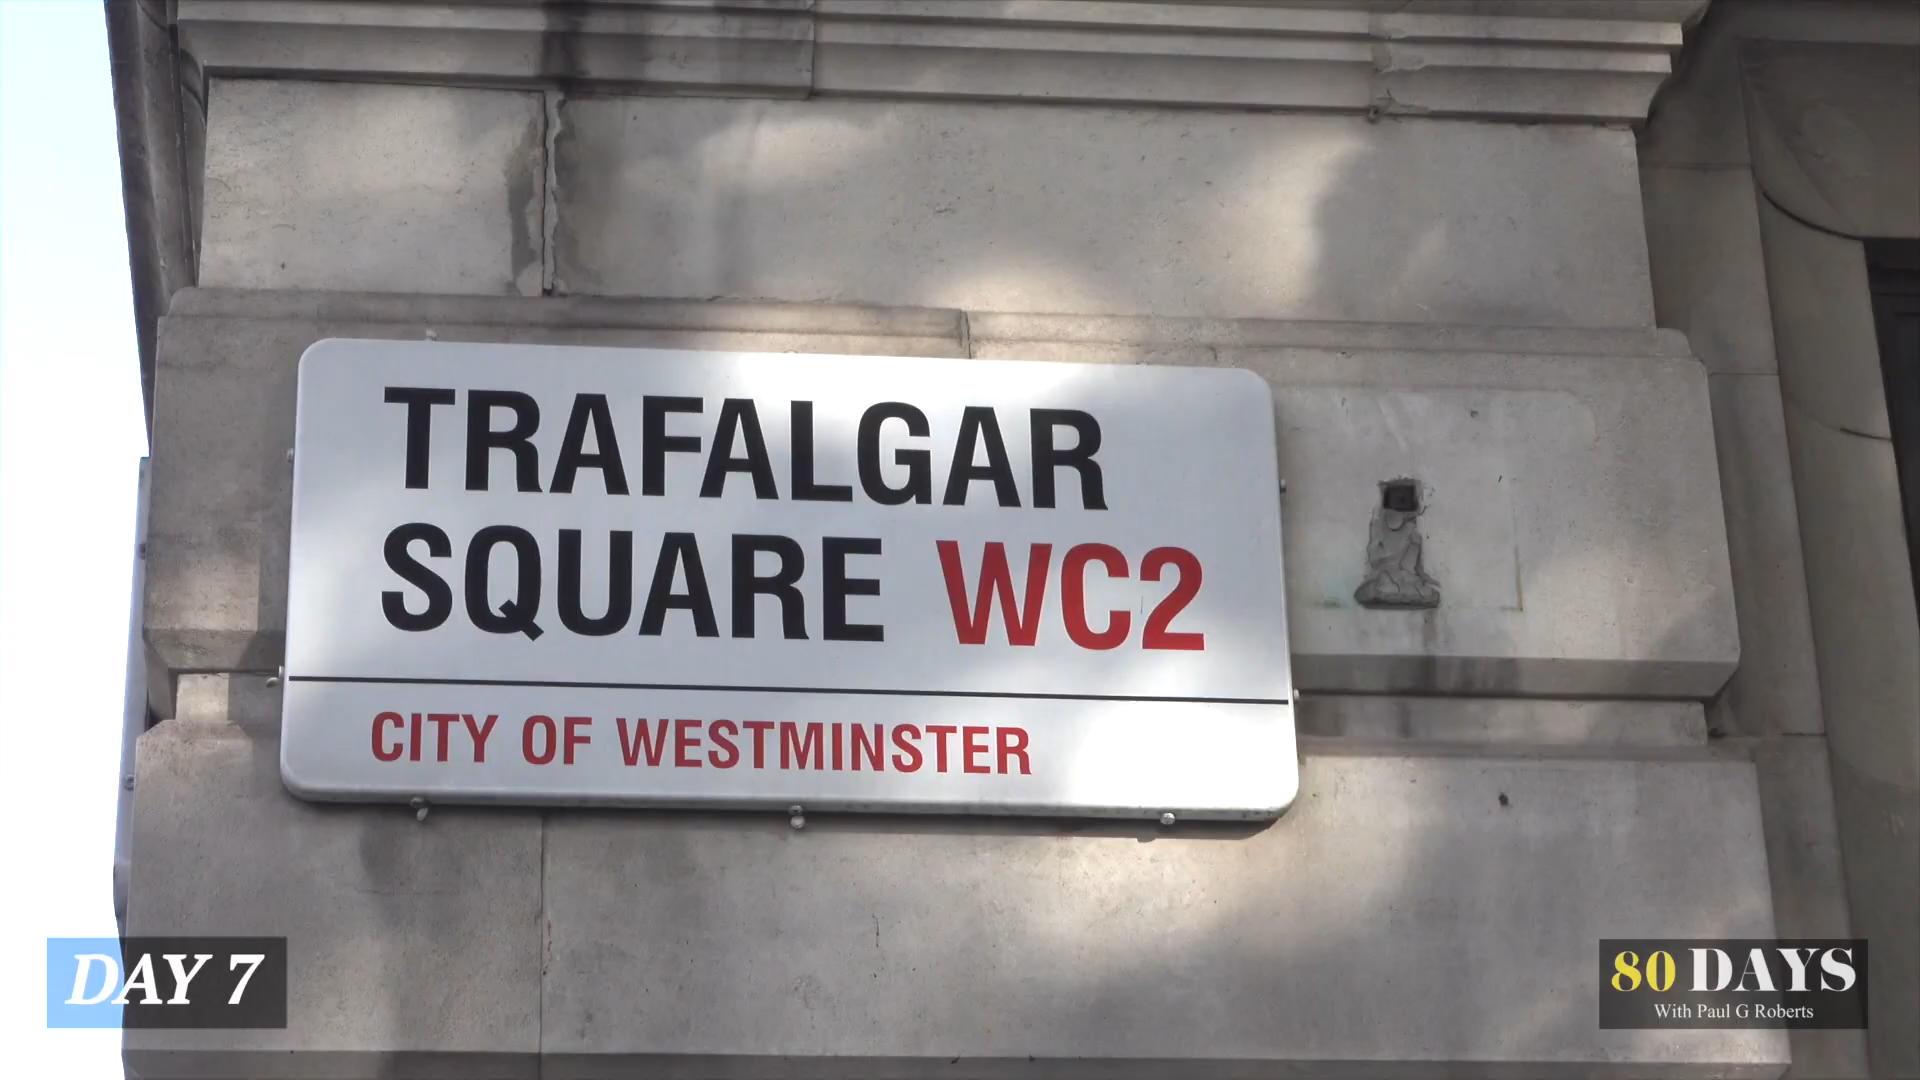 TRAFALGAR
SQUARE WC2
CITY OF WESTMINSTER
DAY 7
80 DAYS
With Paul G Roberts